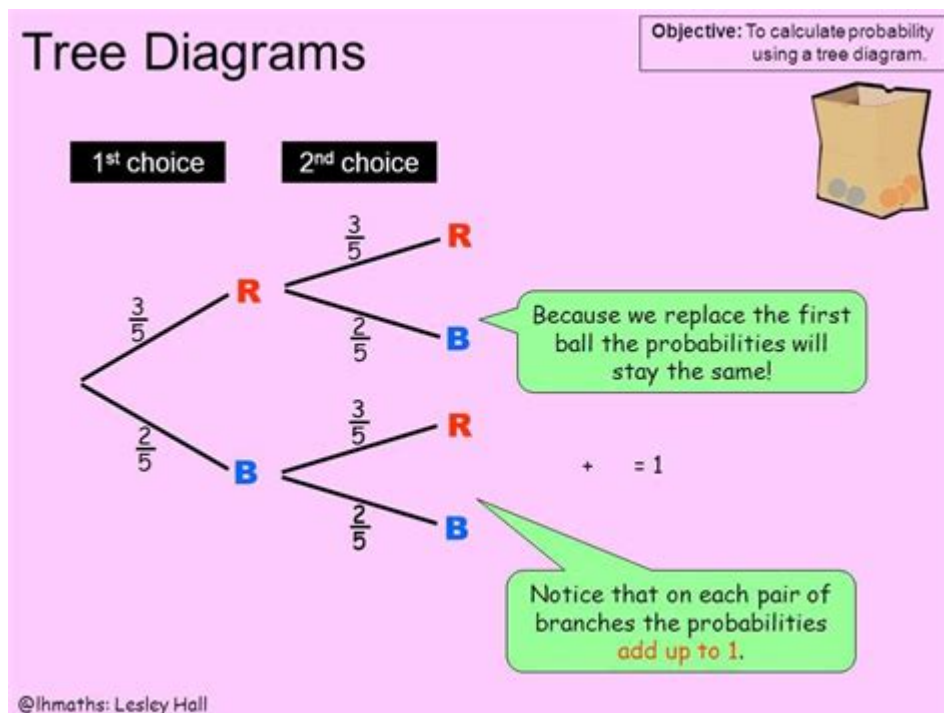 Tree Diagrams
Objective: To calculate probability
using a tree diagram.
1st choice
2nd choice
3/5
R
3/5
R
2/5
B
2/5
B
3/5
R
2/5
B
Because we replace the first
ball the probabilities will
stay the same!
+ = 1
Notice that on each pair of
branches the probabilities
add up to 1.
@lhmaths: Lesley Hall